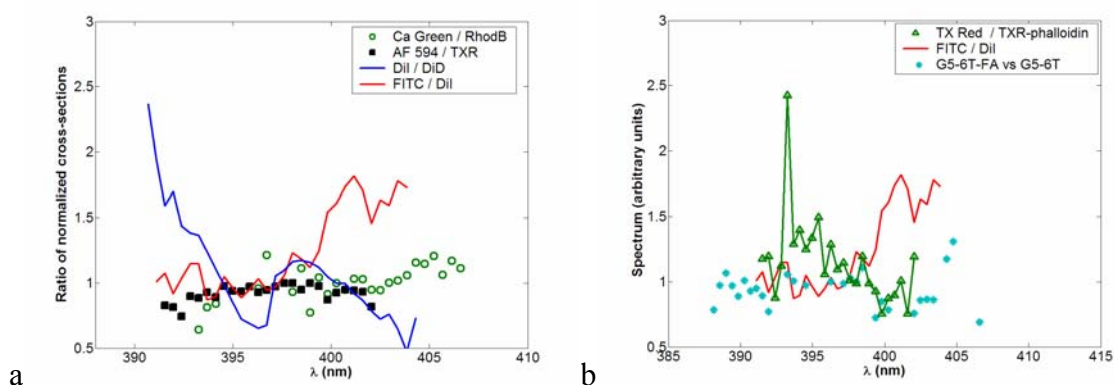 3
2.5
2
1.5
1
0.5
390
395
400
405
410
λ (nm)
Ratio of normalized cross-sections
Ca Green / RhodB
AF 594 / TXR
DiI / DiD
FITC / DiI
a
3
2.5
2
1.5
1
0.5
385
390
395
400
405
410
415
λ (nm)
Spectrum (arbitrary units)
TX Red / TXR-phalloidin
FITC / DiI
G5-6T-FA vs G5-6T
b